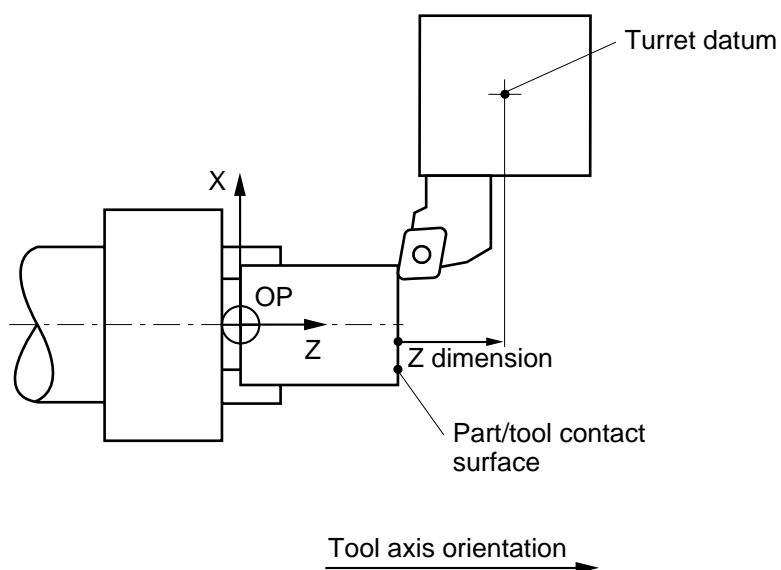 Turret datum
X
OP
Z
Z dimension
Part/tool contact
surface
Tool axis orientation